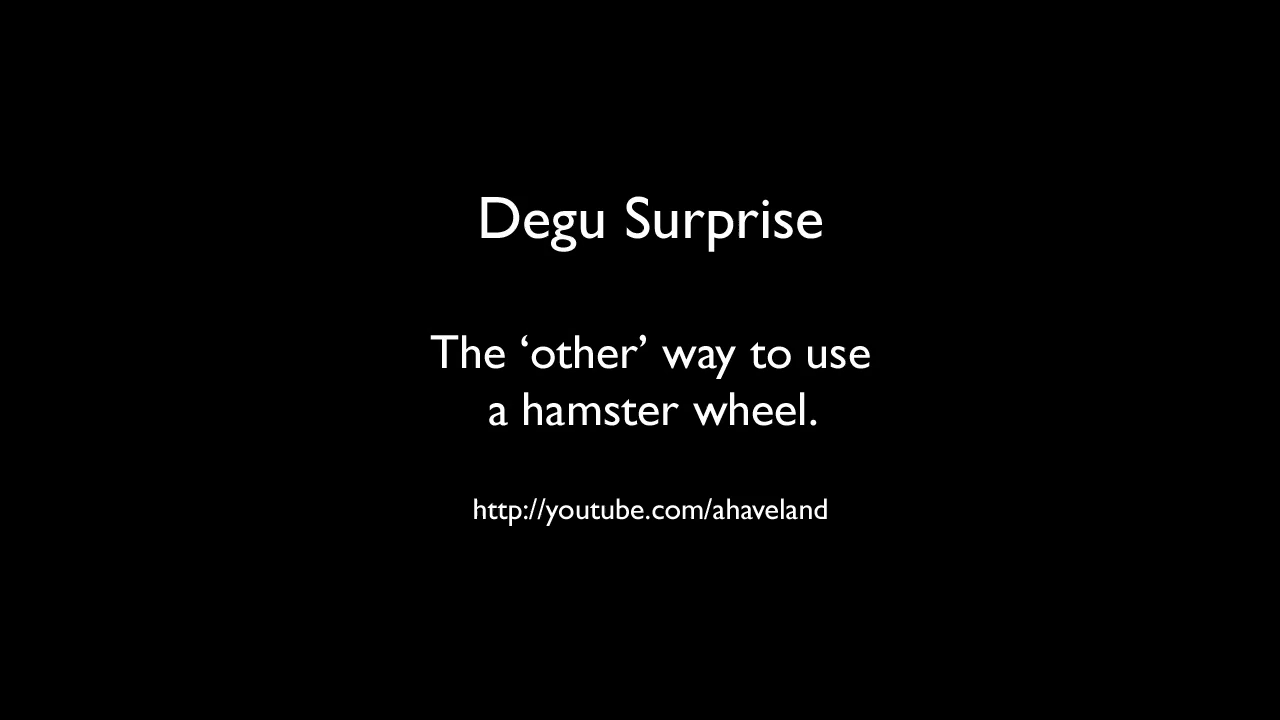 Degu Surprise
The ‘other’ way to use
a hamster wheel.
http://youtube.com/ahaveland